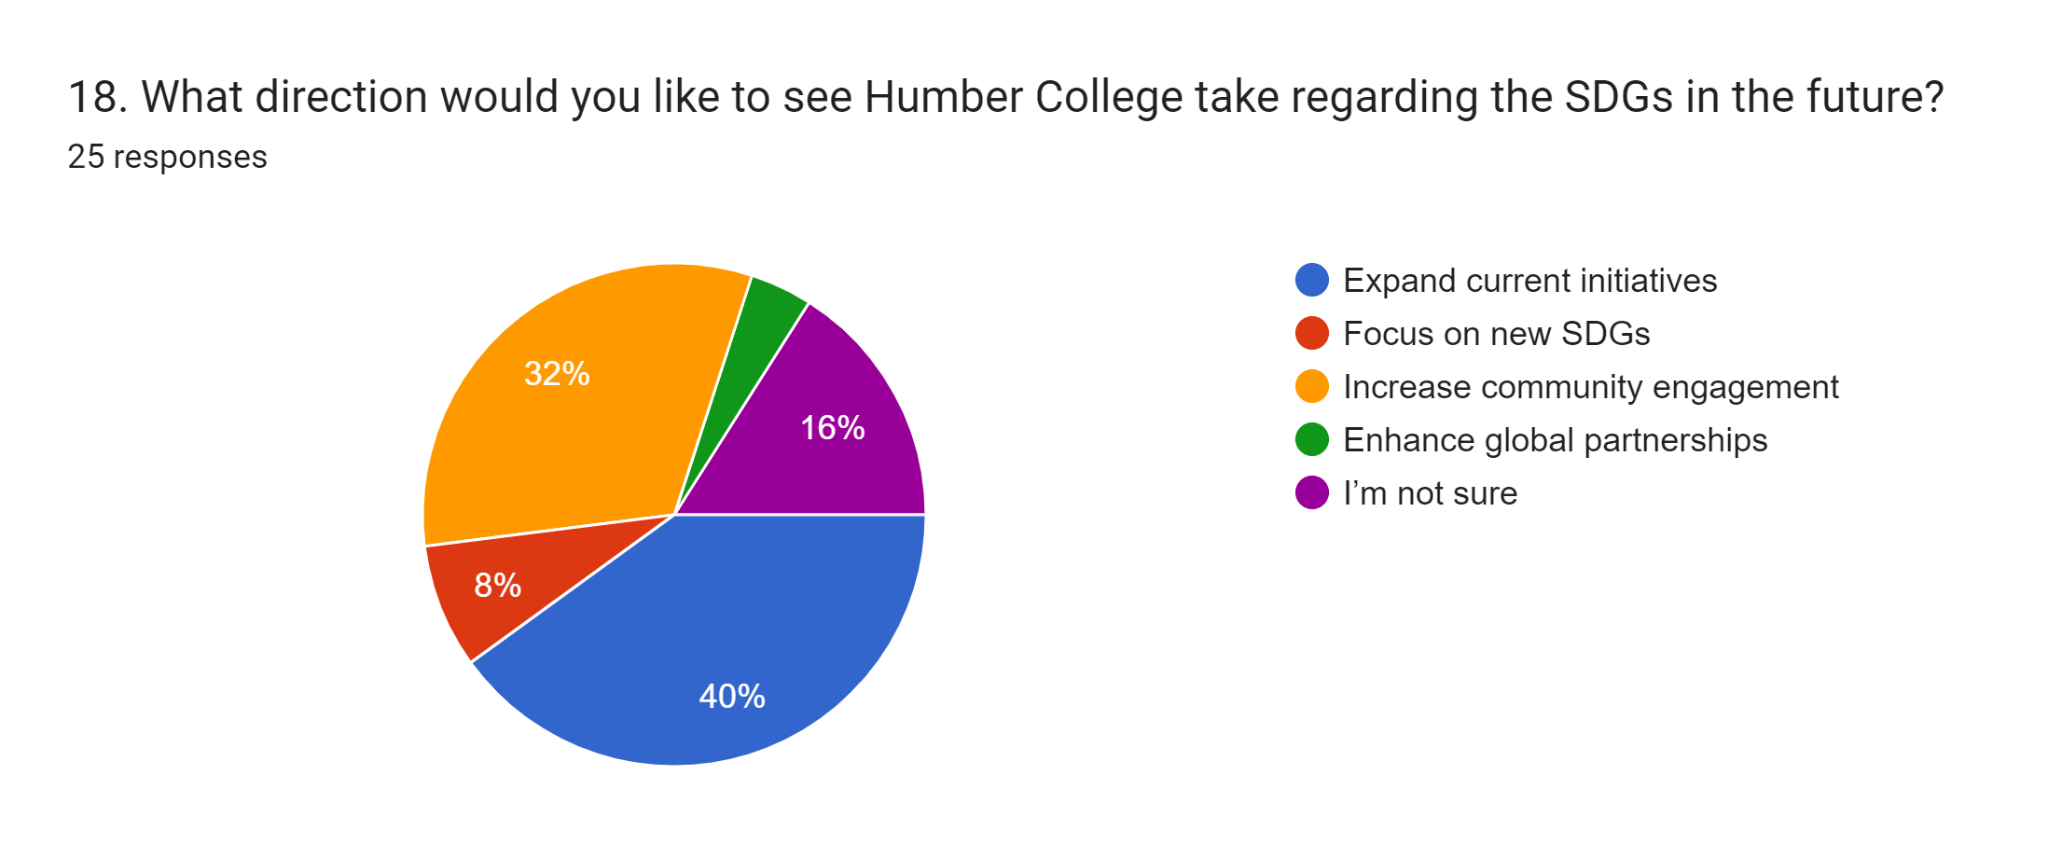 18. What direction would you like to see Humber College take regarding the SDGs in the future?
25 responses
32%
16%
8%
40%
Expand current initiatives
Focus on new SDGs
Increase community engagement
Enhance global partnerships
I’m not sure